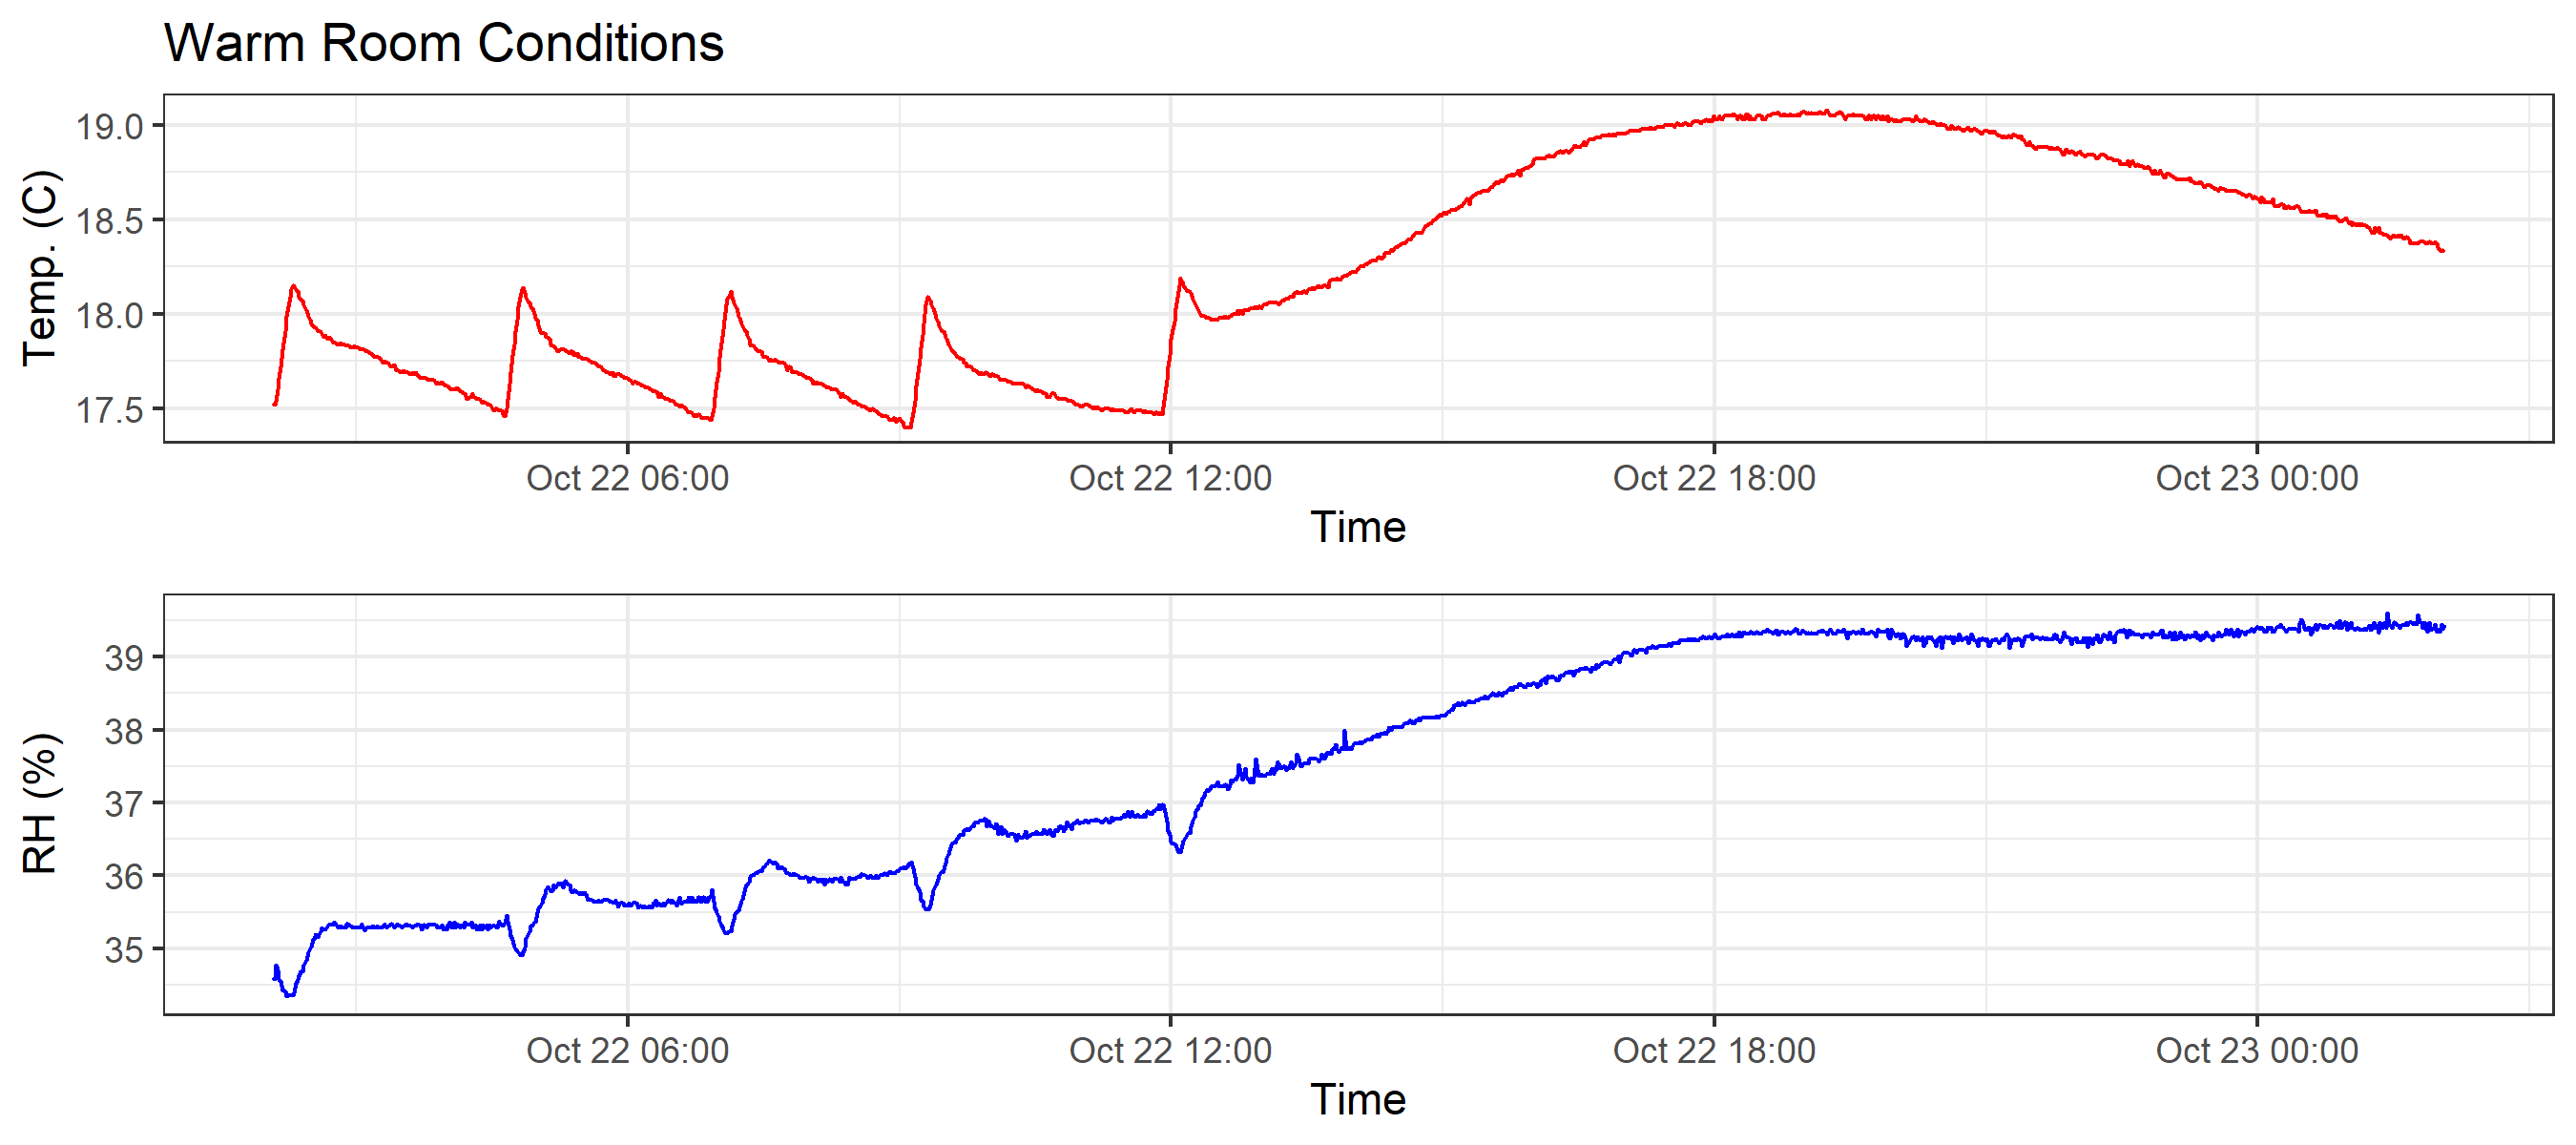 Warm Room Conditions
Temp. (C)
19.0
18.5
18.0
17.5
Oct 22 06:00 Oct 22 12:00 Oct 22 18:00 Oct 23 00:00
Time
RH (%)
39
38
37
36
35
Oct 22 06:00 Oct 22 12:00 Oct 22 18:00 Oct 23 00:00
Time